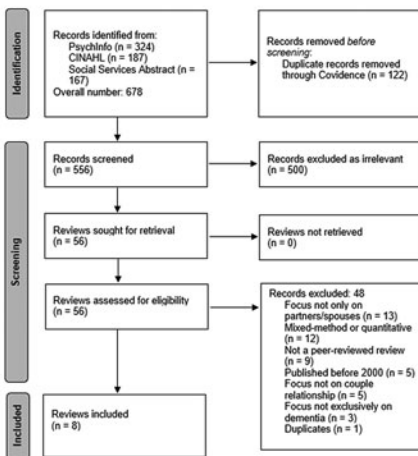 Identification
Records identified from:
PsychInfo (n = 324)
CINAHL (n = 187)
Social Services Abstract (n =
167)
Overall number: 678
Records removed before
screening:
Duplicate records removed
through Covidence (n = 122)
Screening
Records screened
(n = 556)
Records excluded as irrelevant
(n = 500)
Reviews sought for retrieval
(n = 56)
Reviews not retrieved
(n = 0)
Reviews assessed for eligibility
(n = 56)
Records excluded: 48
Focus not only on
partners/spouses (n = 13)
Mixed-method or quantitative
(n = 12)
Not a peer-reviewed review
(n = 9)
Published before 2000 (n = 5)
Focus not on couple
relationship (n = 5)
Focus not exclusively on
dementia (n = 3)
Duplicates (n = 1)
Included
Reviews included
(n = 8)